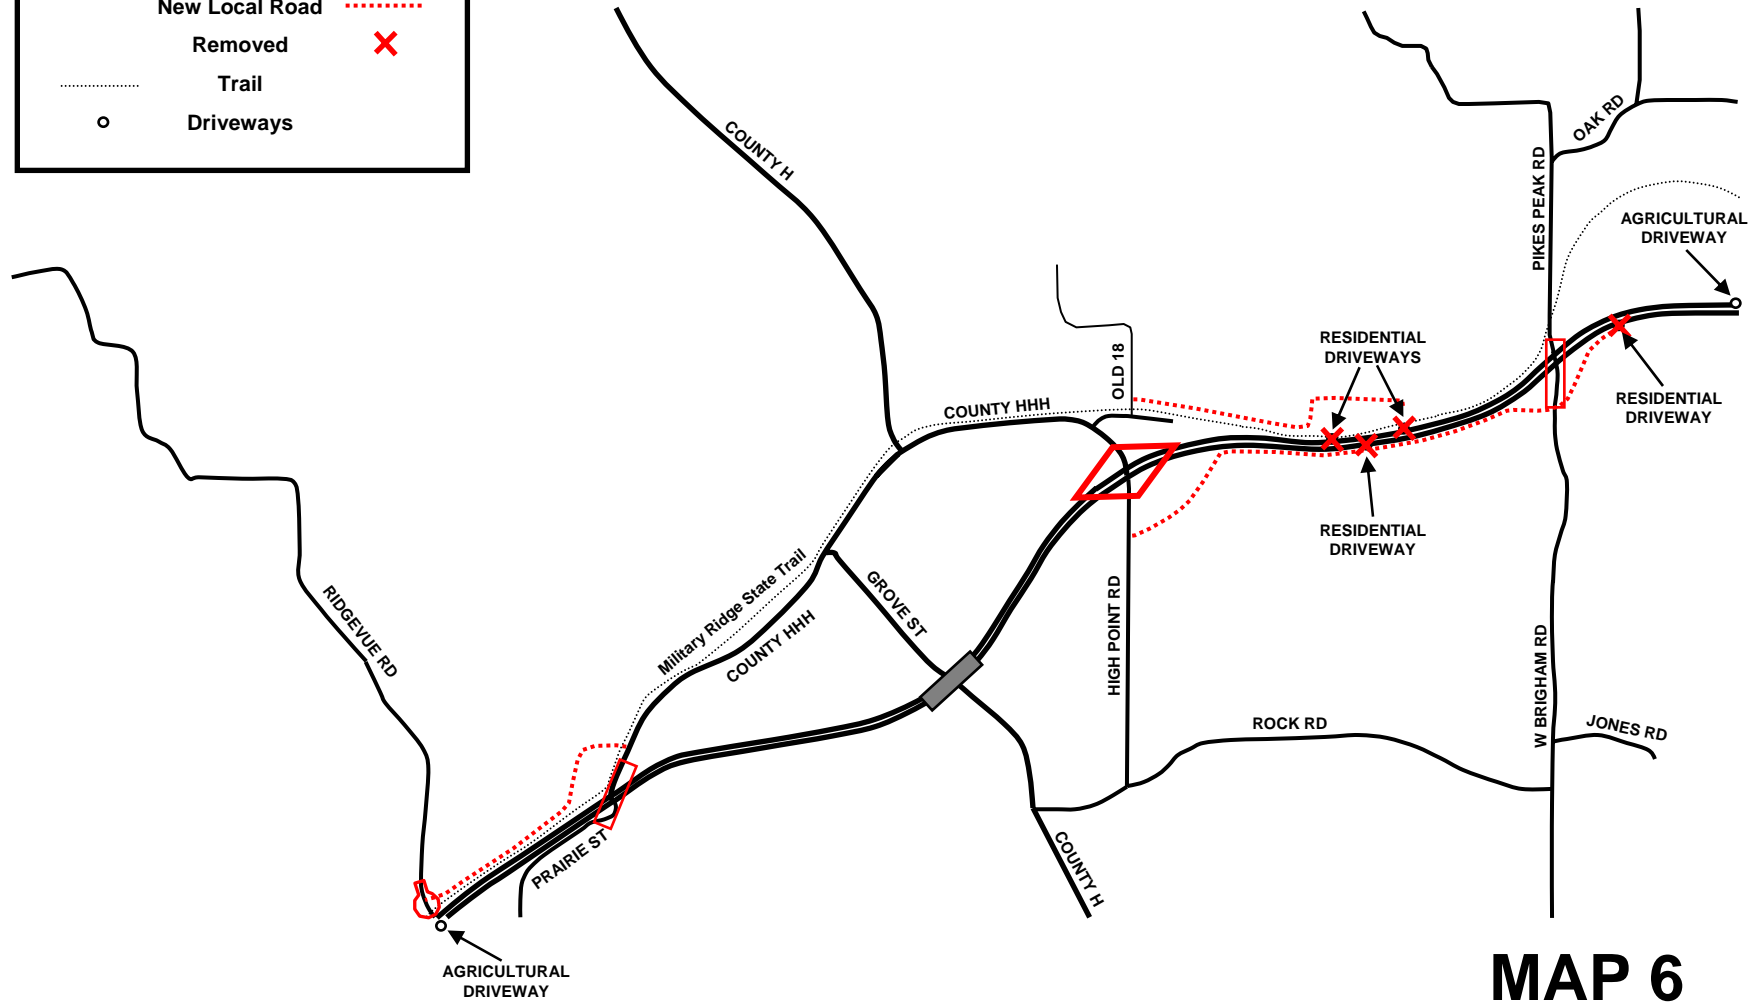 New Local Road
Removed
Trail
Driveways
COUNTY H
OAK RD
PIKES PEAK RD
AGRICULTURAL
DRIVEWAY
RESIDENTIAL
DRIVEWAYS
OLD 18
COUNTY HHH
RESIDENTIAL
DRIVEWAY
RESIDENTIAL
DRIVEWAY
Military Ridge State Trail
GROVE ST
HIGH POINT RD
RIDGEVUE RD
COUNTY HHH
W BRIGHAM RD
ROCK RD
JONES RD
PRAIRIE ST
COUNTY H
AGRICULTURAL
DRIVEWAY
MAP 6